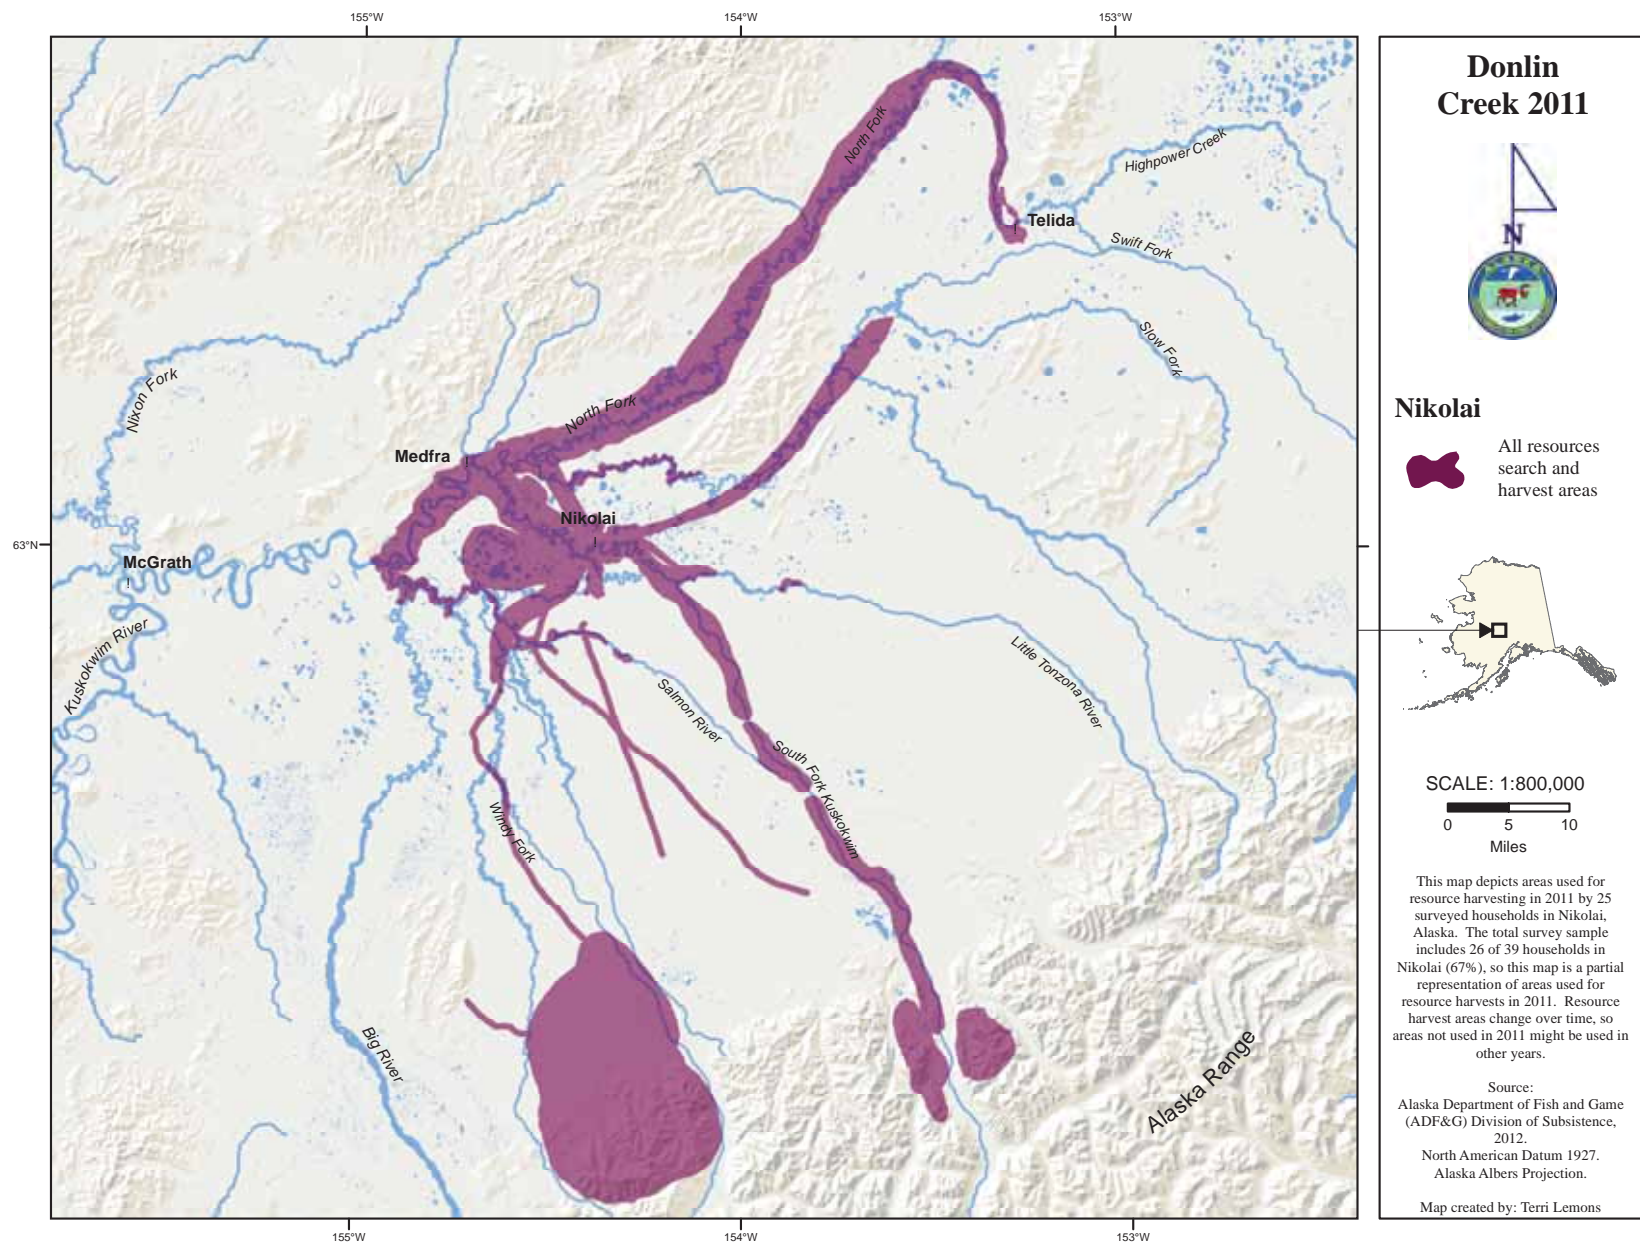 155°W
154°W
153°W
North Fork
Highpower Creek
Telida
Swift Fork
Slow Fork
Nixon Fork
North Fork
Medfra
Nikolai
63°N
McGrath
Kuskokwim River
Little Tonzona River
Salmon River
South Fork Kuskokwim
Windy Fork
Big River
Alaska Range
155°W
154°W
153°W
Donlin
Creek 2011
N
Nikolai
All resources
search and
harvest areas
SCALE: 1:800,000
0 5 10
Miles
This map depicts areas used for
resource harvesting in 2011 by 25
surveyed households in Nikolai,
Alaska. The total survey sample
includes 26 of 39 households in
Nikolai (67%), so this map is a partial
representation of areas used for
resource harvests in 2011. Resource
harvest areas change over time, so
areas not used in 2011 might be used in
other years.
Source:
Alaska Department of Fish and Game
(ADF&G) Division of Subsistence,
2012.
North American Datum 1927.
Alaska Albers Projection.
Map created by: Terri Lemons